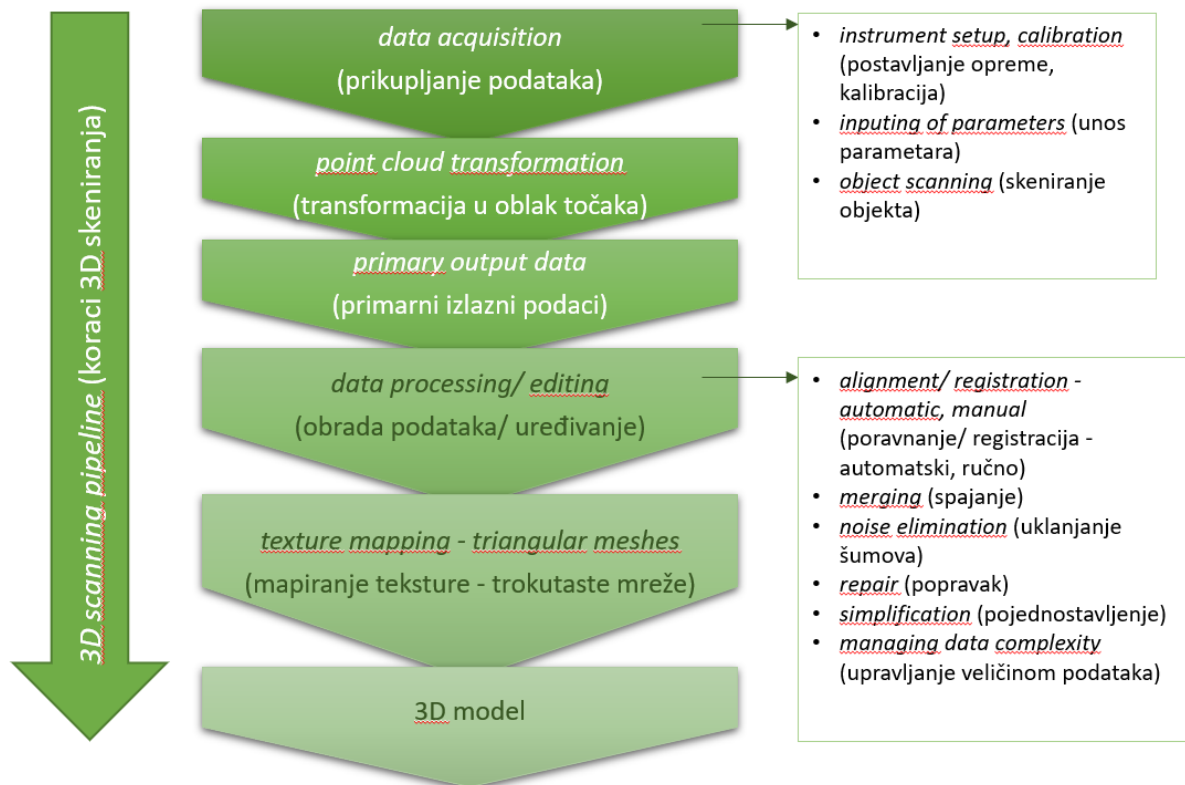 3D scanning pipeline (koraci 3D skeniranja)
data acquisition
(prikupljanje podataka)
• instrument setup, calibration
(postavljanje opreme,
kalibracija)
• inputing of parameters (unos
parametara)
• object scanning (skeniranje
objekta)
point cloud transformation
(transformacija u oblak točaka)
primary output data
(primarni izlazni podaci)
data processing/ editing
(obrada podataka/ uređivanje)
• alignment/ registration -
automatic, manual
(poravnanje/ registracija -
automatski, ručno)
• merging (spajanje)
• noise elimination (uklanjanje
šumova)
• repair (popravak)
• simplification (pojednostavljenje)
• managing data complexity
(upravljanje veličinom podataka)
texture mapping - triangular meshes
(mapiranje teksture - trokutaste mreže)
3D model